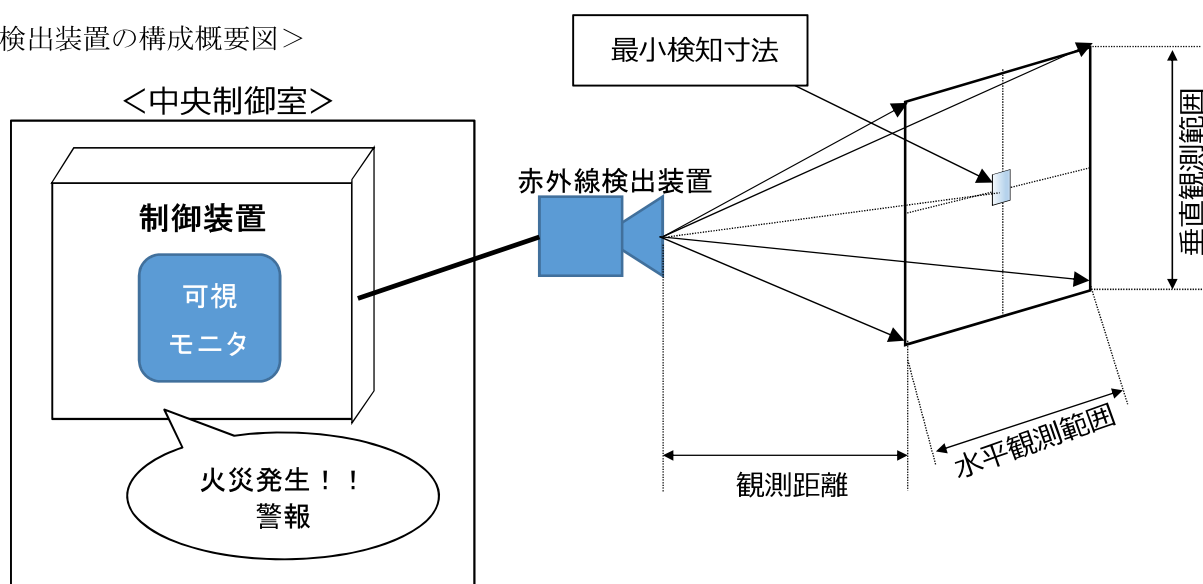 検出装置の構成概要図＞
＜中央制御室＞
制御装置
可視
モニタ
火災発生！！
警報
赤外線検出装置
最小検知寸法
観測距離
水平観測範囲
垂直観測範囲